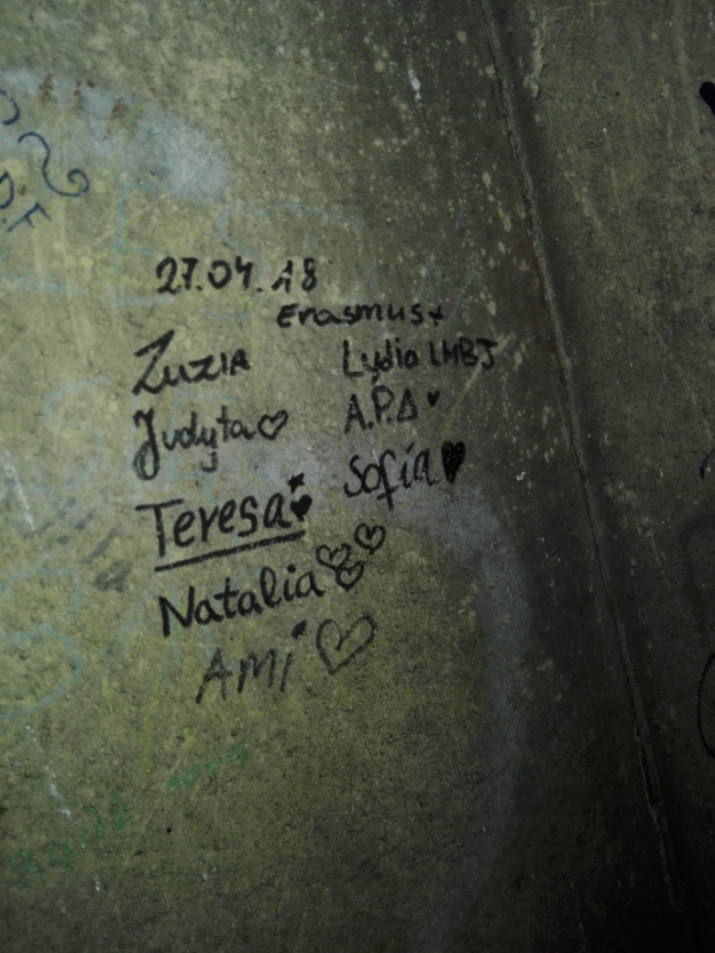 27.04.18
Erasmus+
Zuzia
Judyta
Teresa
Natalia
Ami
Lydia LMBJ
A.P.Δ
Sofia
D.F